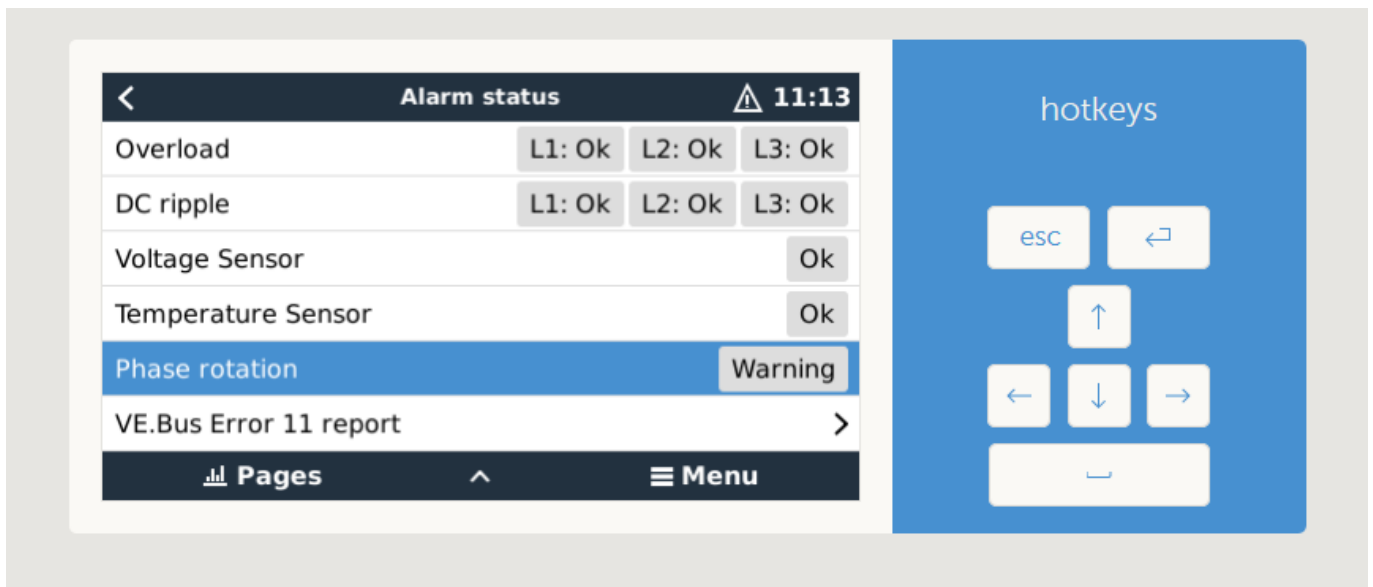 Alarm status 11:13
Overload L1: Ok L2: Ok L3: Ok
DC ripple L1: Ok L2: Ok L3: Ok
Voltage Sensor Ok
Temperature Sensor Ok
Phase rotation Warning
VE.Bus Error 11 report
Pages Menu
hotkeys
esc